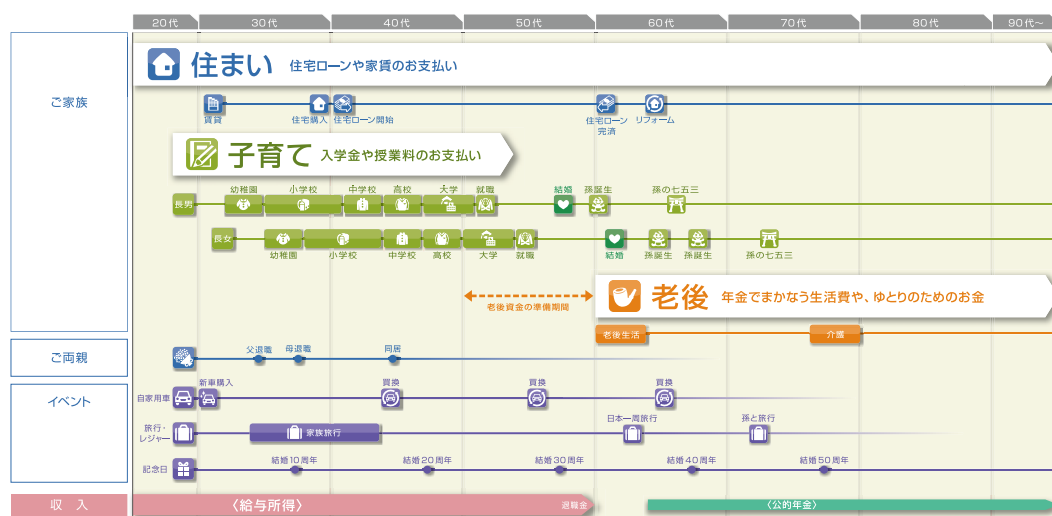 20代 30代 40代 50代 60代 70代 80代 90代～
ご家族
住まい 住宅ローンや家賃のお支払い
賃貸 住宅購入 住宅ローン開始 住宅ローン完済 リフォーム
子育て 入学金や授業料のお支払い
幼稚園 小学校 中学校 高校 大学 就職 結婚 孫誕生 孫の七五三
長男
長女
幼稚園 小学校 中学校 高校 大学 就職 結婚 孫誕生 孫誕生 孫の七五三
老後 年金でまかなう生活費や、ゆとりのためのお金
老後資金の準備期間
老後生活 介護
ご両親
父退職 母退職 同居
イベント
新車購入 買換 買換 買換
自家用車
旅行・
レジャー
家族旅行 日本一周旅行 孫と旅行
記念日
結婚10周年 結婚20周年 結婚30周年 結婚40周年 結婚50周年
収入 〈給与所得〉 退職金 〈公的年金〉